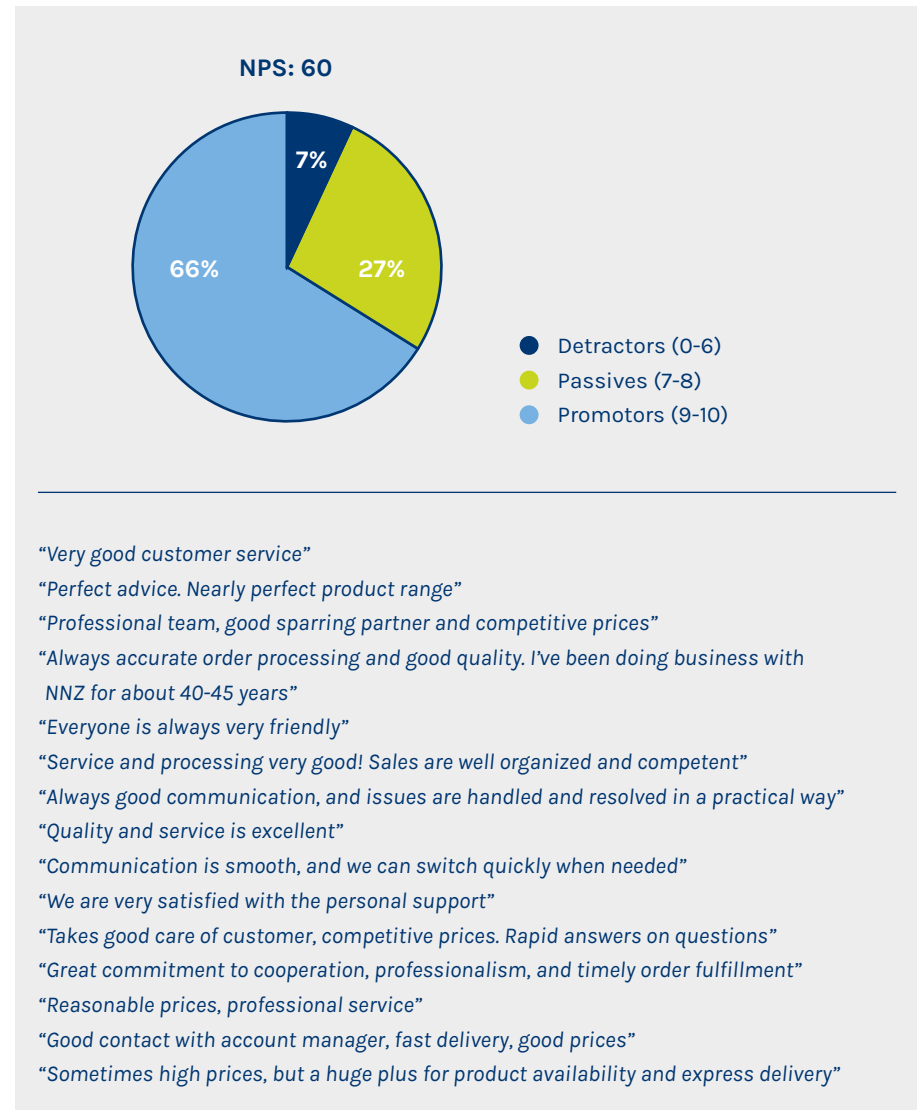 NPS: 60
7%
66%
27%
Detractors (0-6)
Passives (7-8)
Promotors (9-10)
“Very good customer service”
“Perfect advice. Nearly perfect product range”
“Professional team, good sparring partner and competitive prices”
“Always accurate order processing and good quality. I’ve been doing business with
NNZ for about 40-45 years”
“Everyone is always very friendly”
“Service and processing very good! Sales are well organized and competent”
“Always good communication, and issues are handled and resolved in a practical way”
“Quality and service is excellent”
“Communication is smooth, and we can switch quickly when needed”
“We are very satisfied with the personal support”
“Takes good care of customer, competitive prices. Rapid answers on questions”
“Great commitment to cooperation, professionalism, and timely order fulfillment”
“Reasonable prices, professional service”
“Good contact with account manager, fast delivery, good prices”
“Sometimes high prices, but a huge plus for product availability and express delivery”